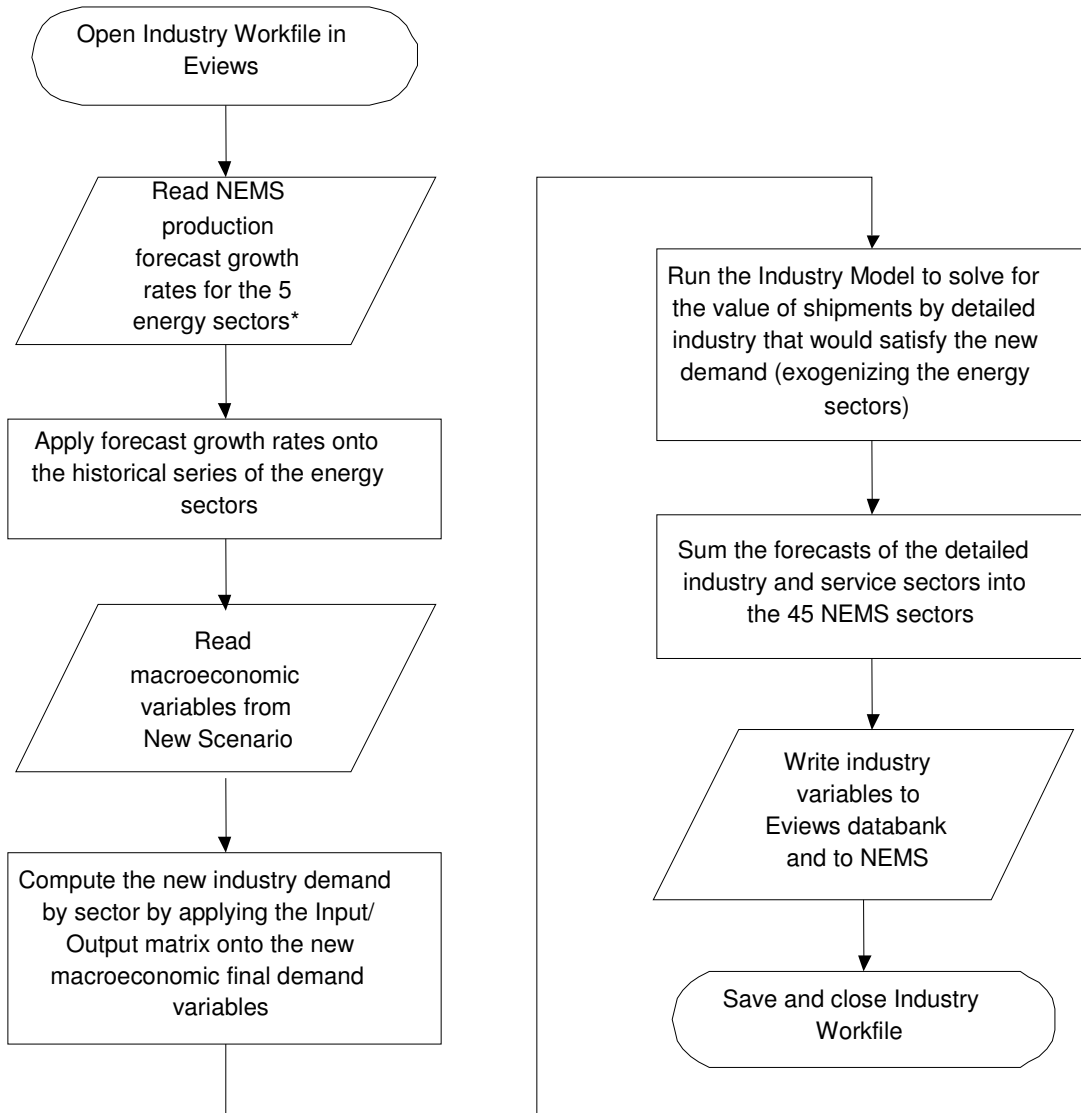 Open Industry Workfile in
Eviews
Read NEMS
production
forecast growth
rates for the 5
energy sectors*
Apply forecast growth rates onto
the historical series of the energy
sectors
Read
macroeconomic
variables from
New Scenario
Compute the new industry demand
by sector by applying the Input/
Output matrix onto the new
macroeconomic final demand
variables
Run the Industry Model to solve for
the value of shipments by detailed
industry that would satisfy the new
demand (exogenizing the energy
sectors)
Sum the forecasts of the detailed
industry and service sectors into
the 45 NEMS sectors
Write industry
variables to
Eviews databank
and to NEMS
Save and close Industry
Workfile